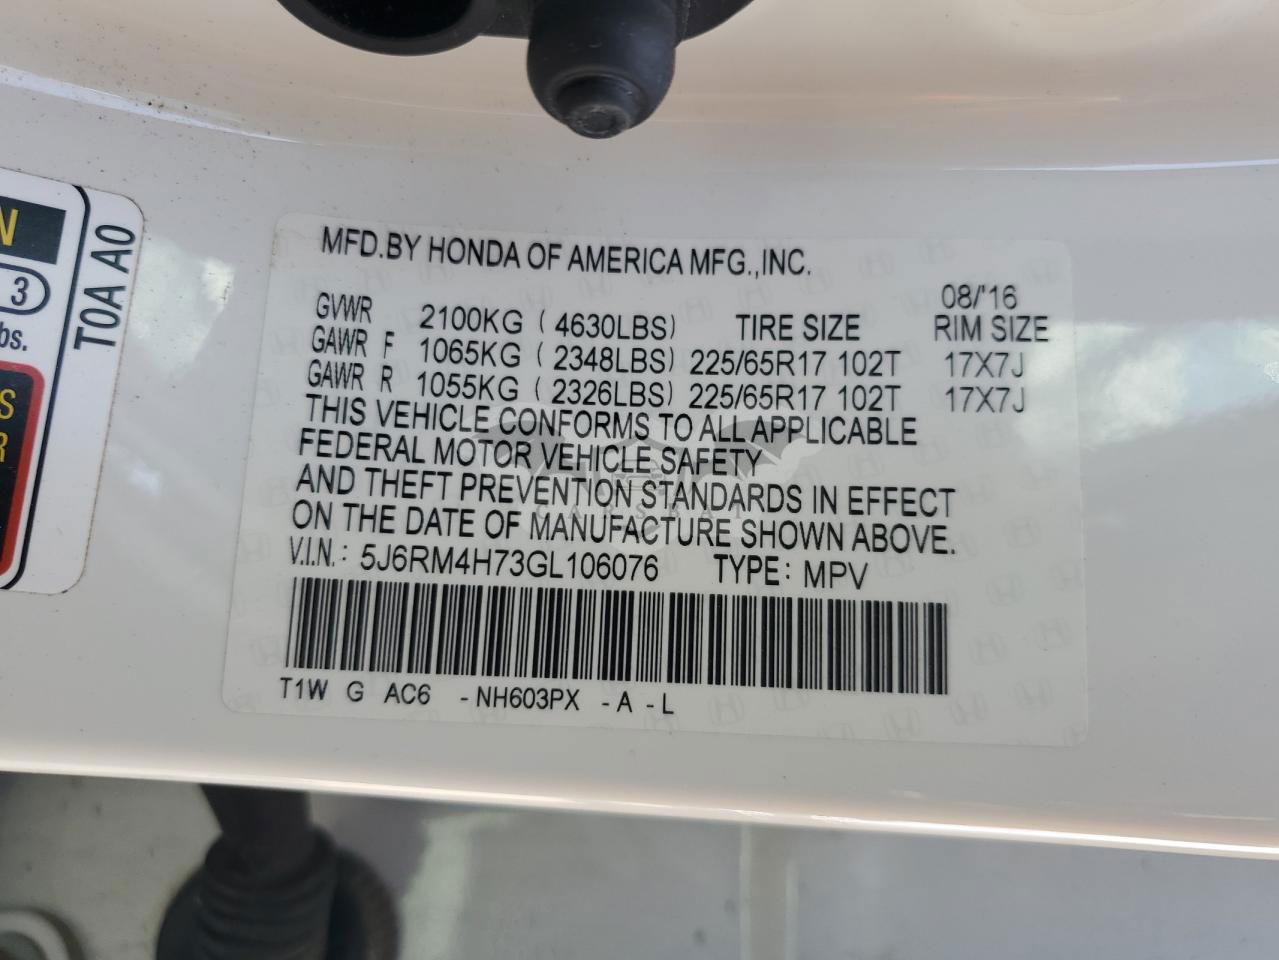 MFD.BY HONDA OF AMERICA MFG.,INC.
08/'16
GVWR 2100KG ( 4630LBS) TIRE SIZE RIM SIZE
GAWR F 1065KG ( 2348LBS) 225/65R17 102T 17X7J
GAWR R 1055KG ( 2326LBS) 225/65R17 102T 17X7J
THIS VEHICLE CONFORMS TO ALL APPLICABLE
FEDERAL MOTOR VEHICLE SAFETY
AND THEFT PREVENTION STANDARDS IN EFFECT
ON THE DATE OF MANUFACTURE SHOWN ABOVE.
V.I.N.: 5J6RM4H73GL106076 TYPE: MPV
T1W G AC6 -NH603PX -A -L
T0A A0
N
3
bs.
S
R
CARSBAT